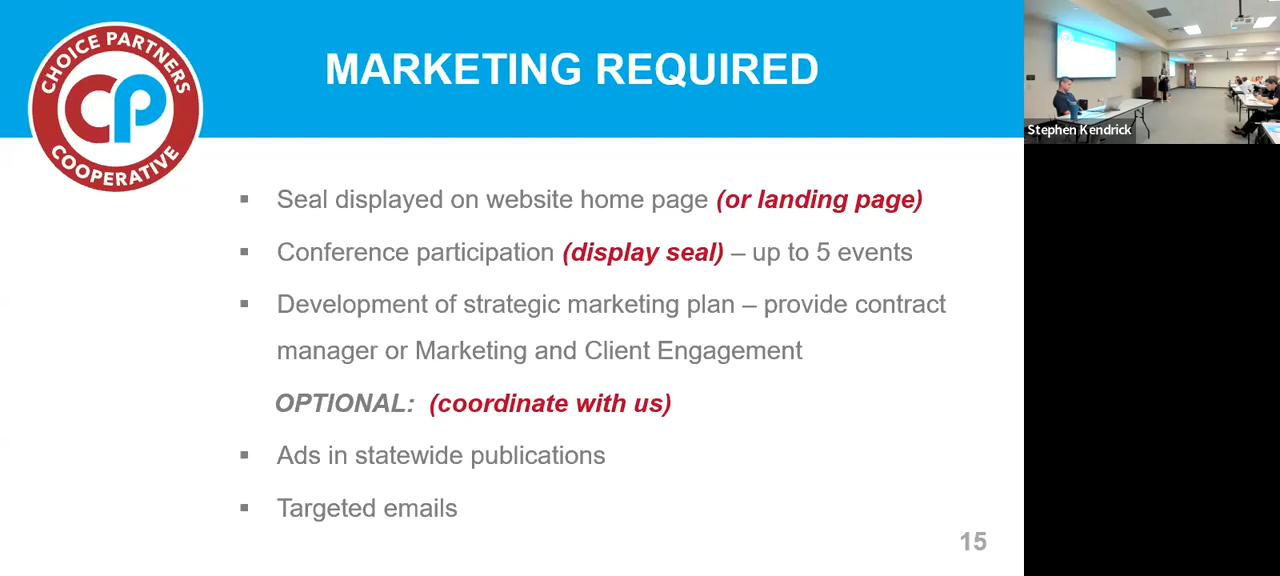 CHOICE PARTNERS
CP
COOPERATIVE
MARKETING REQUIRED
Stephen Kendrick
▪ Seal displayed on website home page (or landing page)
▪ Conference participation (display seal) – up to 5 events
▪ Development of strategic marketing plan – provide contract
manager or Marketing and Client Engagement
OPTIONAL: (coordinate with us)
▪ Ads in statewide publications
▪ Targeted emails
15